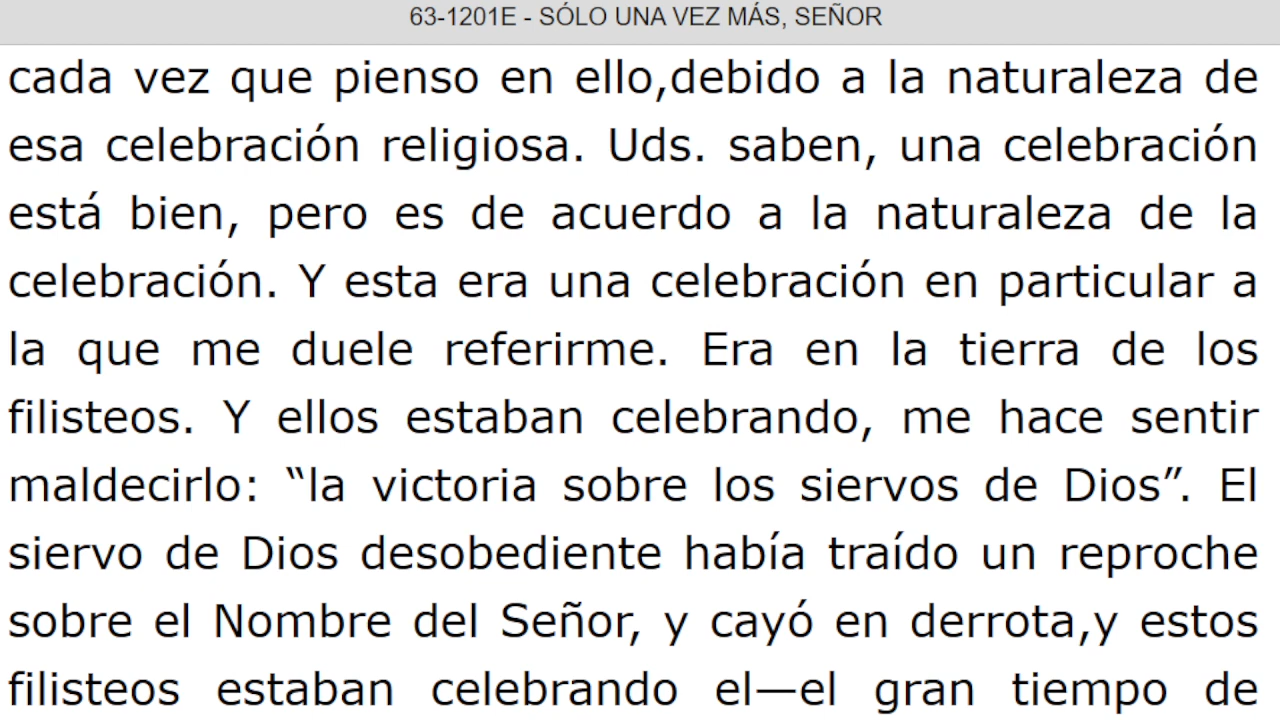 63-1201E - SÓLO UNA VEZ MÁS, SEÑOR
cada vez que pienso en ello,debido a la naturaleza de
esa celebración religiosa. Uds. saben, una celebración
está bien, pero es de acuerdo a la naturaleza de la
celebración. Y esta era una celebración en particular a
la que me duele referirme. Era en la tierra de los
filisteos. Y ellos estaban celebrando, me hace sentir
maldecirlo: “la victoria sobre los siervos de Dios”. El
siervo de Dios desobediente había traído un reproche
sobre el Nombre del Señor, y cayó en derrota,y estos
filisteos estaban celebrando el—el gran tiempo de